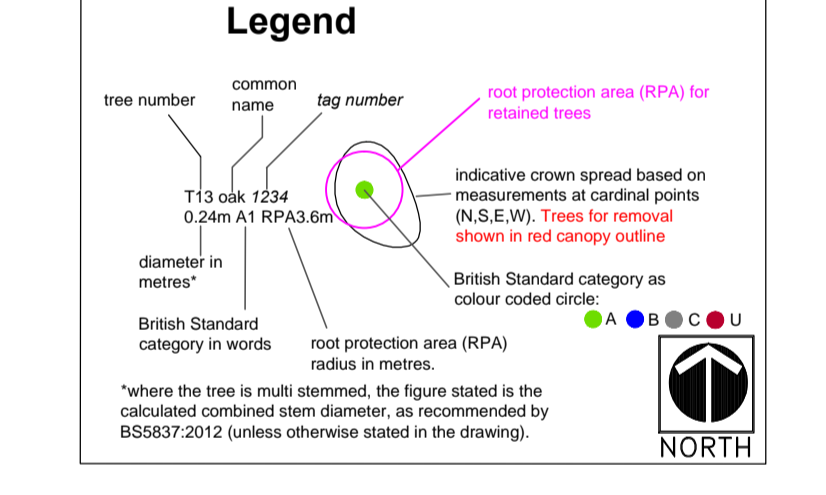 Legend
tree number
common
name
tag number
root protection area (RPA) for
retained trees
T13 oak 1234
0.24m A1 RPA3.6m
indicative crown spread based on
measurements at cardinal points
(N,S,E,W). Trees for removal
shown in red canopy outline
diameter in
metres*
British Standard category as
colour coded circle:
A B C U
British Standard
category in words
root protection area (RPA)
radius in metres.
*where the tree is multi stemmed, the figure stated is the
calculated combined stem diameter, as recommended by
BS5837:2012 (unless otherwise stated in the drawing).
NORTH